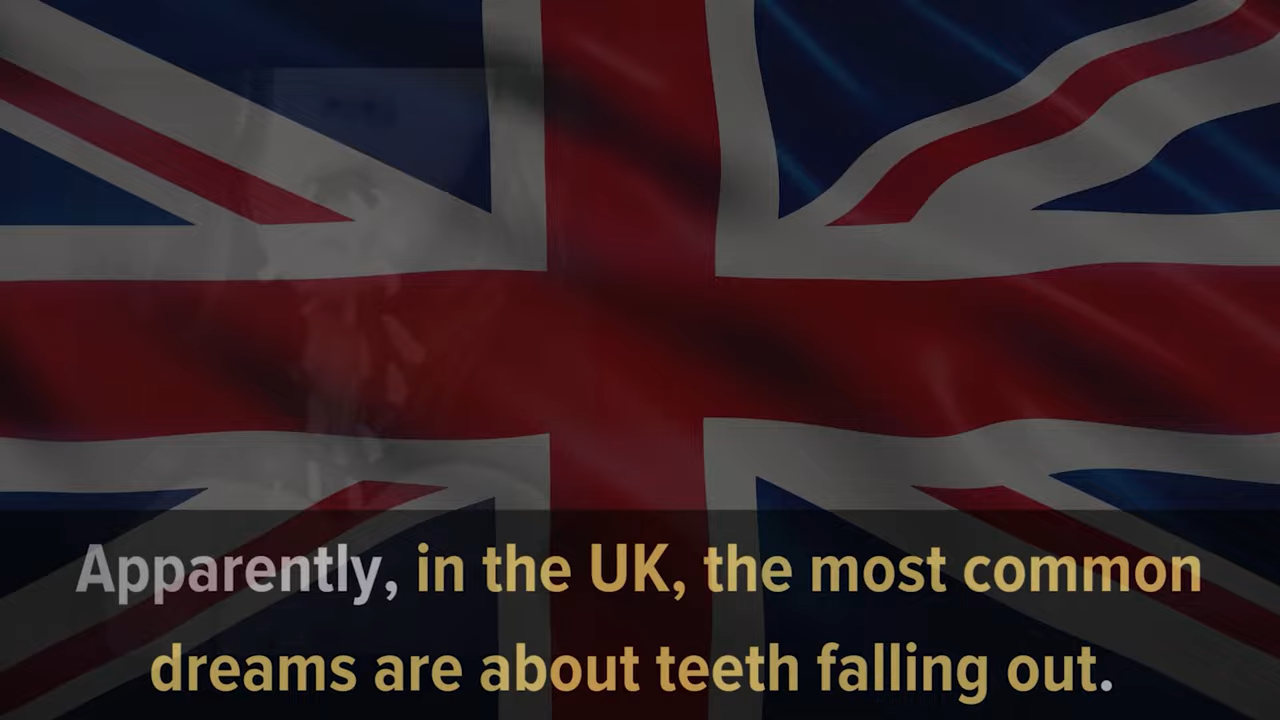 Apparently, in the UK, the most common
dreams are about teeth falling out.